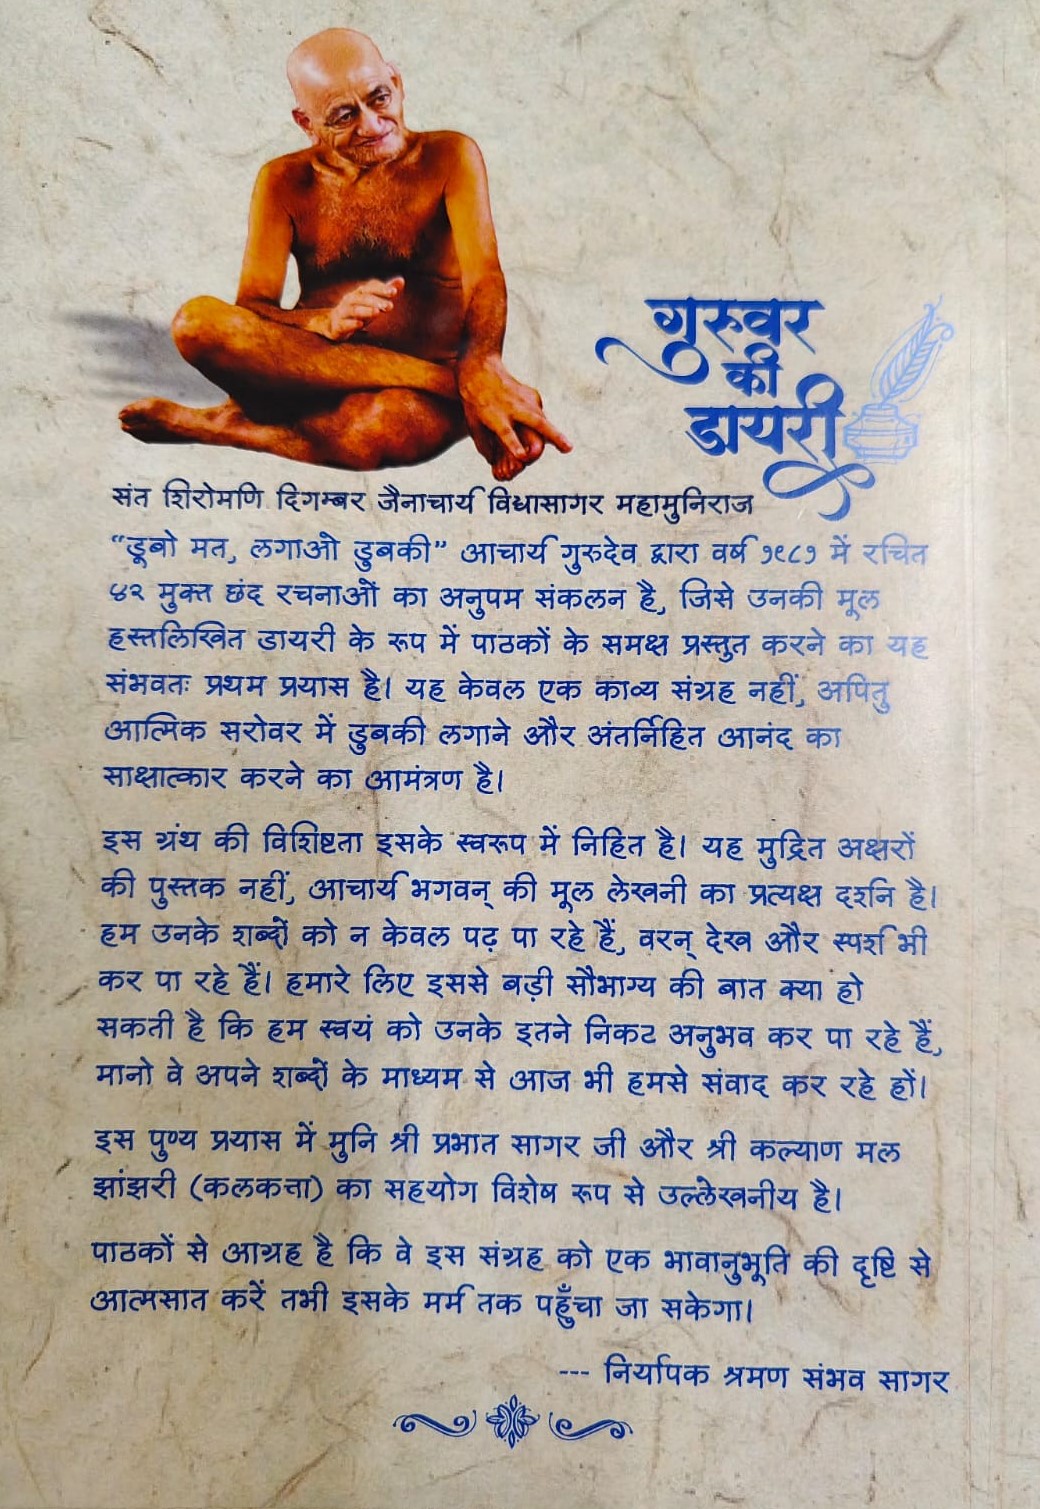 गुरुवर
की
डायरी
संत शिरोमणि दिगम्बर जैनाचार्य विद्यासागर महामुनिराज
“डूबो मत, लगाओ डुबकी” आचार्य गुरुदेव द्वारा वर्ष १९८१ में रचित
४२ मुक्त छंद रचनाओं का अनुपम संकलन है, जिसे उनकी मूल
हस्तलिखित डायरी के रूप में पाठकों के समक्ष प्रस्तुत करने का यह
संभवतः प्रथम प्रयास है। यह केवल एक काव्य संग्रह नहीं, अपितु
आत्मिक सरोवर में डुबकी लगाने और अंतर्निहित आनंद का
साक्षात्कार करने का आमंत्रण है।
इस ग्रंथ की विशिष्टता इसके स्वरूप में निहित है। यह मुद्रित अक्षरों
की पुस्तक नहीं, आचार्य भगवन् की मूल लेखनी का प्रत्यक्ष दर्शन है।
हम उनके शब्दों को न केवल पढ़ पा रहे हैं, वरन् देख और स्पर्श भी
कर पा रहे हैं। हमारे लिए इससे बड़ी सौभाग्य की बात क्या हो
सकती है कि हम स्वयं को उनके इतने निकट अनुभव कर पा रहे हैं,
मानो वे अपने शब्दों के माध्यम से आज भी हमसे संवाद कर रहे हों।
इस पुण्य प्रयास में मुनि श्री प्रभात सागर जी और श्री कल्याण मल
झांझरी (कलकत्ता) का सहयोग विशेष रूप से उल्लेखनीय है।
पाठकों से आग्रह है कि वे इस संग्रह को एक भावानुभूति की दृष्टि से
आत्मसात करें तभी इसके मर्म तक पहुँचा जा सकेगा।
--- निर्यापक श्रमण संभव सागर